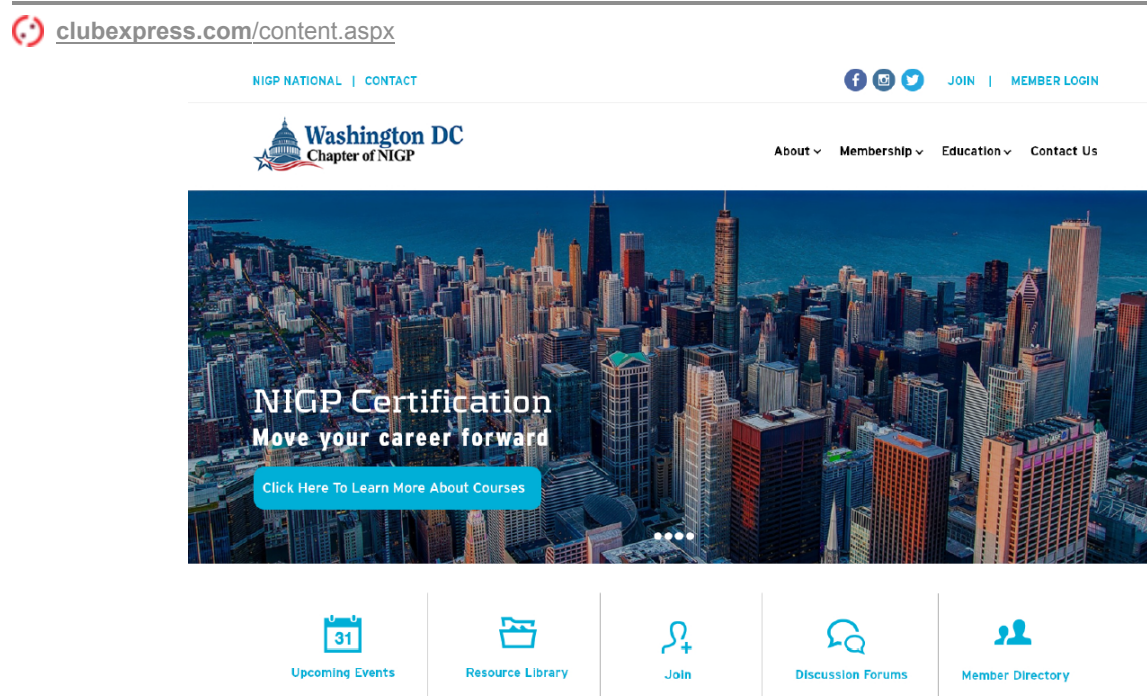 clubexpress.com/content.aspx
NIGP NATIONAL | CONTACT
f
JOIN | MEMBER LOGIN
Washington DC
Chapter of NIGP
About Membership Education Contact Us
NIGP Certification
Move your career forward
Click Here To Learn More About Courses
31
Upcoming Events
Resource Library
Join
Discussion Forums
Member Directory